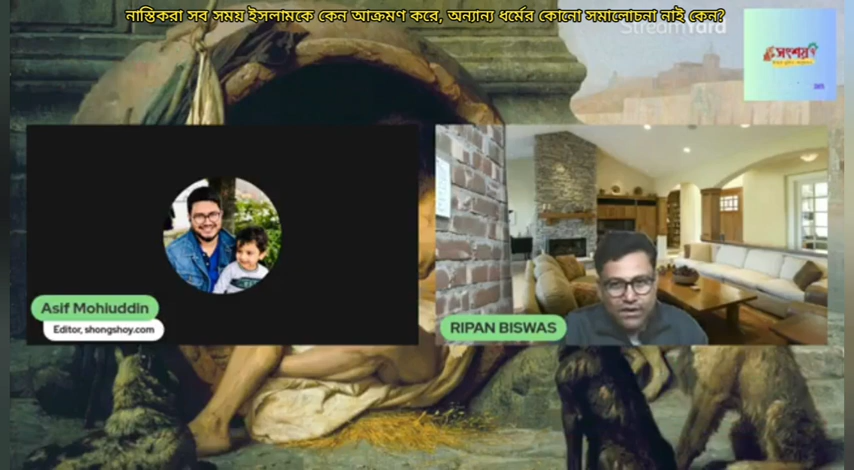 নাস্তিকরা সব সময় ইসলামকে কেন আক্রমণ করে, অন্যান্য ধর্মের কোনো সমালোচনা নাই কেন?
StreamYard
সংশয়
Asif Mohiuddin
Editor, shongshoy.com
RIPAN BISWAS